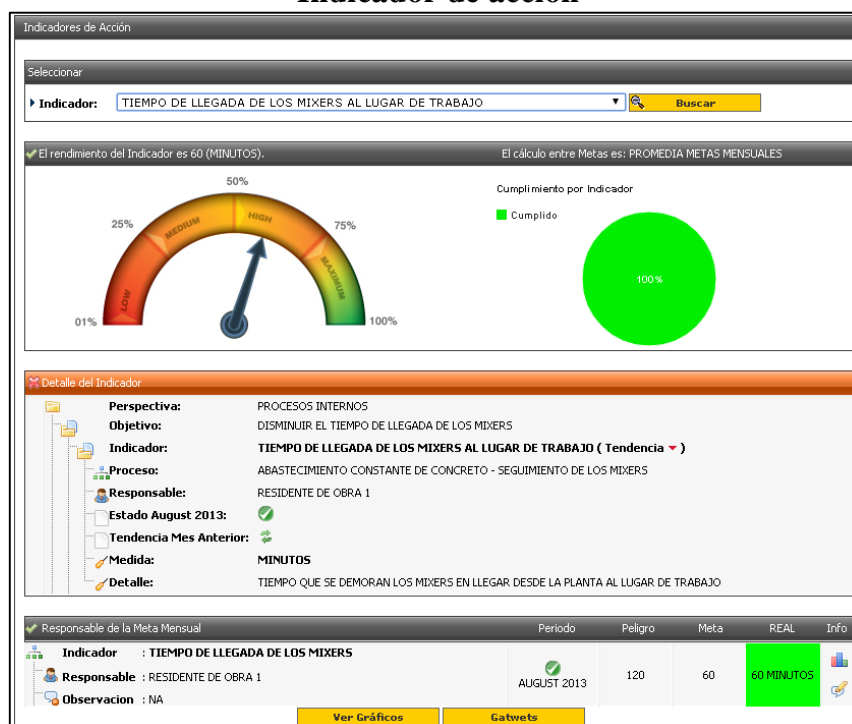 Indicador de acción
Indicadores de Acción
Seleccionar
Indicador: TIEMPO DE LLEGADA DE LOS MIXERS AL LUGAR DE TRABAJO Buscar
El rendimiento del Indicador es 60 (MINUTOS). El cálculo entre Metas es: PROMEDIA METAS MENSUALES
50%
25%
75%
01%
100%
LOW
MEDIUM
HIGH
MAXIMUM
Cumplimiento por Indicador
Cumplido
100%
Detalle del Indicador
Perspectiva: PROCESOS INTERNOS
Objetivo: DISMINUIR EL TIEMPO DE LLEGADA DE LOS MIXERS
Indicador: TIEMPO DE LLEGADA DE LOS MIXERS AL LUGAR DE TRABAJO ( Tendencia )
Proceso: ABASTECIMIENTO CONSTANTE DE CONCRETO - SEGUIMIENTO DE LOS MIXERS
Responsable: RESIDENTE DE OBRA 1
Estado August 2013:
Tendencia Mes Anterior:
Medida: MINUTOS
Detalle: TIEMPO QUE SE DEMORAN LOS MIXERS EN LLEGAR DESDE LA PLANTA AL LUGAR DE TRABAJO
Responsable de la Meta Mensual Periodo Peligro Meta REAL Info
Indicador : TIEMPO DE LLEGADA DE LOS MIXERS
Responsable : RESIDENTE DE OBRA 1 AUGUST 2013 120 60 60 MINUTOS
Observacion : NA
Ver Gráficos Gatwets